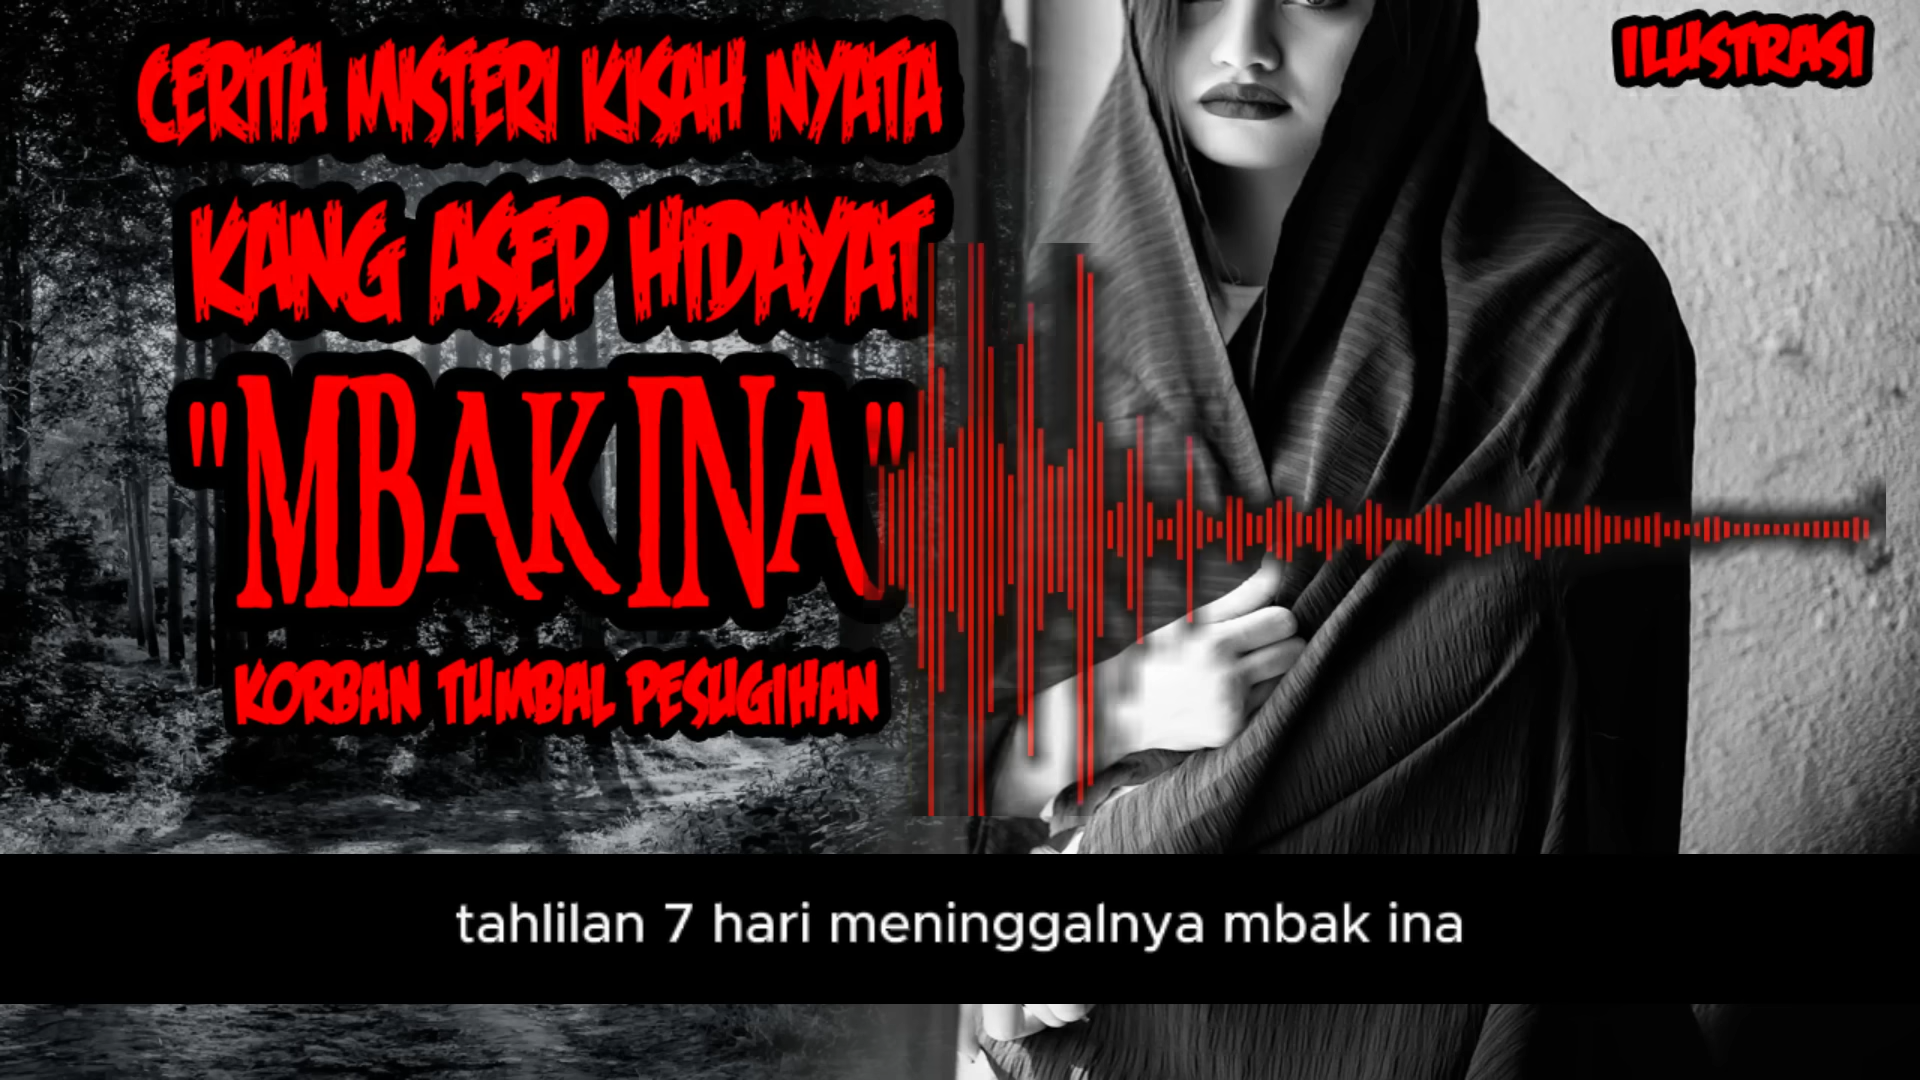 CERITA MISTERI KISAH NYATA
KANG ASEP HIDAYAT
"MBAK INA"
KORBAN TUMBAL PESUGIHAN
ILUSTRASI
tahlilan 7 hari meninggalnya mbak ina